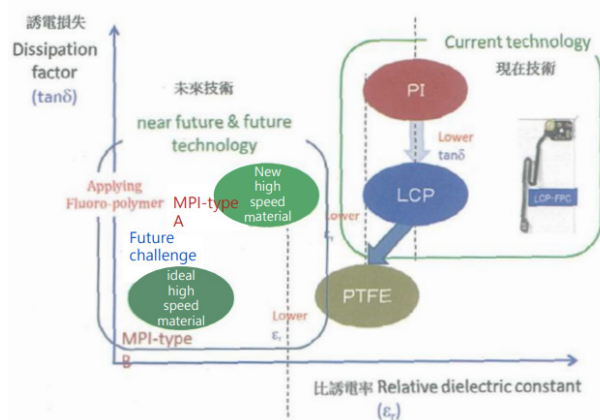 誘電損失
Dissipation
factor
(tanδ)
Current technology
現在技術
PI
Lower
tanδ
LCP
LCP-FPC
未來技術
near future & future
technology
Applying
Fluoro-polymer
MPI-type
A
New
high
speed
material
Lower
εr
Future
challenge
ideal
high
speed
material
PTFE
Lower
εr
MPI-type
B
比誘電率 Relative dielectric constant
(εr)